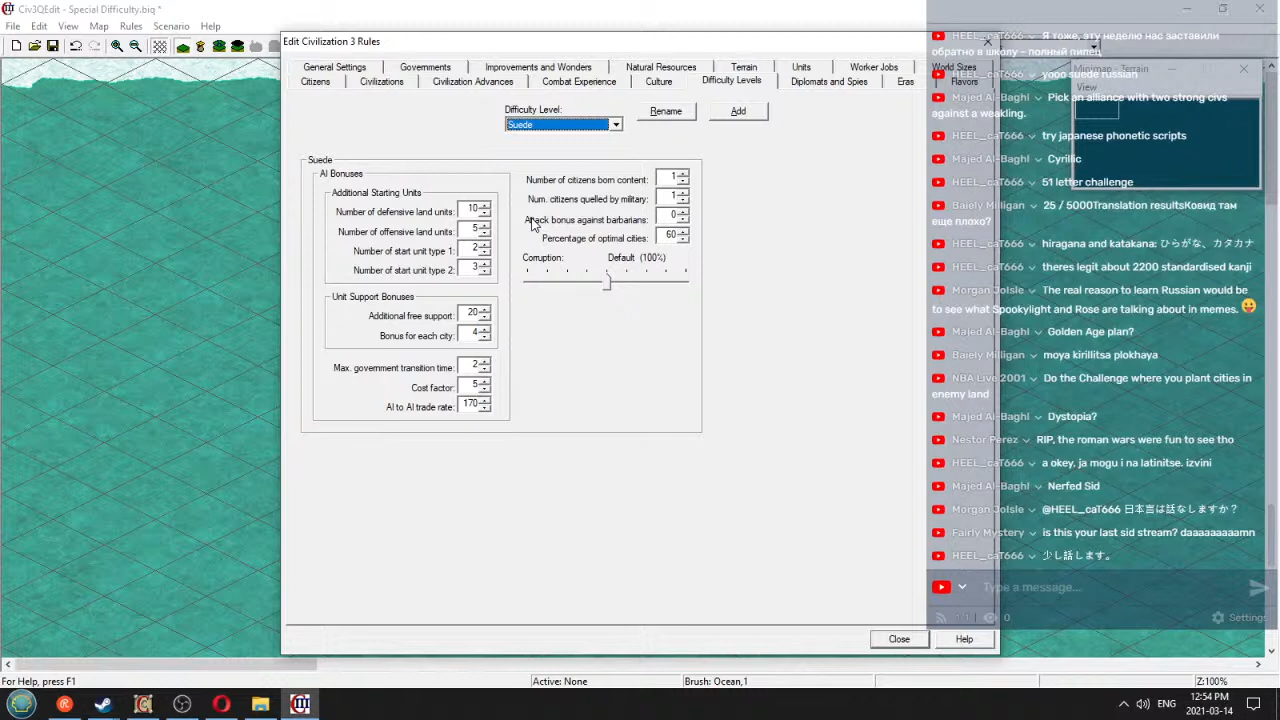 Civ3QEdit - Special Difficulty.biq *
File Edit View Map Rules Scenario Help
Edit Civilization 3 Rules
General Settings Governments Improvements and Wonders Natural Resources Terrain Units Worker Jobs World Sizes
Citizens Civilizations Civilization Advances Combat Experience Culture Difficulty Levels Diplomats and Spies Eras Flavors
Difficulty Level:
Suede
Rename
Add
Suede
AI Bonuses
Additional Starting Units
Number of defensive land units: 10
Number of offensive land units: 5
Number of start unit type 1: 2
Number of start unit type 2: 3
Unit Support Bonuses
Additional free support: 20
Bonus for each city: 4
Max. government transition time: 2
Cost factor: 5
AI to AI trade rate: 170
Number of citizens born content: 1
Num. citizens quelled by military: 1
Attack bonus against barbarians: 0
Percentage of optimal cities: 60
Corruption: Default (100%)
Close
Help
Minimap - Terrain
View
HEEL_caT666 Я тоже, эту неделю нас заставили
обратно в школу – полный пипец
HEEL_caT666 yooo suede russian
Majed Al-Baghl Pick an alliance with two strong civs
against a weakling.
HEEL_caT666 try japanese phonetic scripts
Majed Al-Baghl Cyrillic
HEEL_caT666 51 letter challenge
Baiely Milligan 25 / 5000Translation resultsКовид там
еще плохо?
HEEL_caT666 hiragana and katakana: ひらがな、カタカナ
HEEL_caT666 theres legit about 2200 standardised kanji
Morgan Jolsle The real reason to learn Russian would be
to see what Spookylight and Rose are talking about in memes.
Majed Al-Baghl Golden Age plan?
Baiely Milligan moya kirillitsa plokhaya
NBA Live 2001 Do the Challenge where you plant cities in
enemy land
Majed Al-Baghl Dystopia?
Nestor Perez RIP, the roman wars were fun to see tho
HEEL_caT666 a okey, ja mogu i na latinitse. izvini
Majed Al-Baghl Nerfed Sid
Morgan Jolsle @HEEL_caT666 日本言は話なしますか？
Fairly Mystery is this your last sid stream? daaaaaaaaamn
HEEL_caT666 少し話します。
Type a message...
1 1 0 Settings
For Help, press F1
Active: None
Brush: Ocean,1
Z:100%
ENG
12:54 PM
2021-03-14